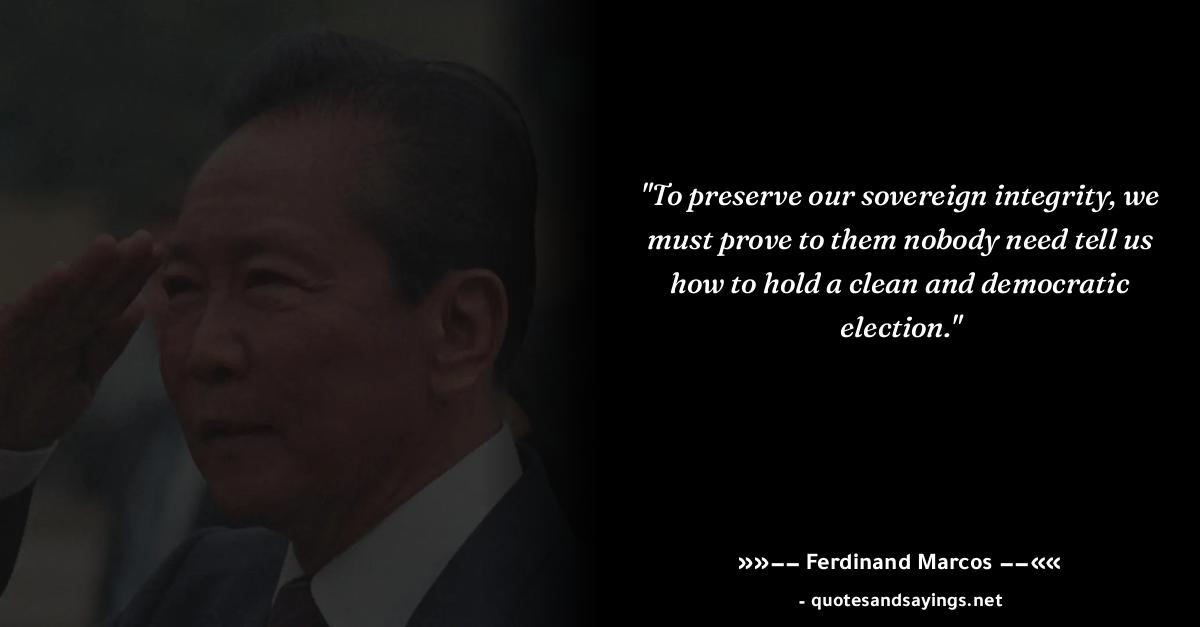 "To preserve our sovereign integrity, we
must prove to them nobody need tell us
how to hold a clean and democratic
election."
»»–– Ferdinand Marcos ––««
- quotesandsayings.net